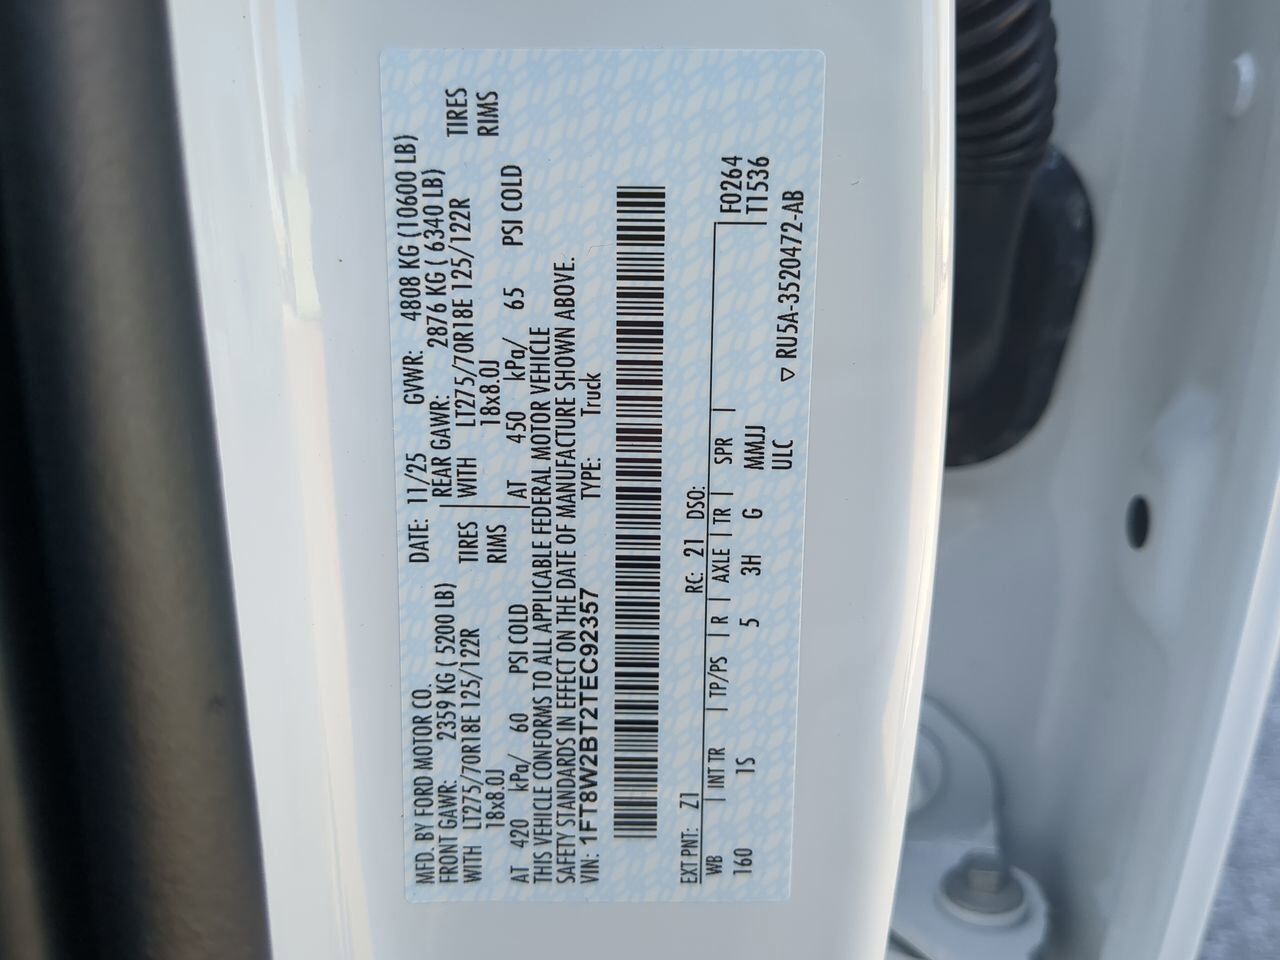 MFD. BY FORD MOTOR CO.
DATE: 11/25 GVWR: 4808 KG (10600 LB)
FRONT GAWR: 2359 KG ( 5200 LB)
REAR GAWR: 2876 KG ( 6340 LB)
WITH LT275/70R18E 125/122R TIRES
WITH LT275/70R18E 125/122R TIRES
18x8.0J RIMS
18x8.0J RIMS
AT 420 kPa/ 60 PSI COLD
AT 450 kPa/ 65 PSI COLD
THIS VEHICLE CONFORMS TO ALL APPLICABLE FEDERAL MOTOR VEHICLE
SAFETY STANDARDS IN EFFECT ON THE DATE OF MANUFACTURE SHOWN ABOVE.
VIN: 1FT8W2BT2TEC92357 TYPE: Truck
EXT PNT: Z1 RC: 21 DSO:
WB INT TR TP/PS R AXLE TR SPR F0264
160 1S 5 3H G MMJJ T1536
ULC
▽ RU5A-3520472-AB